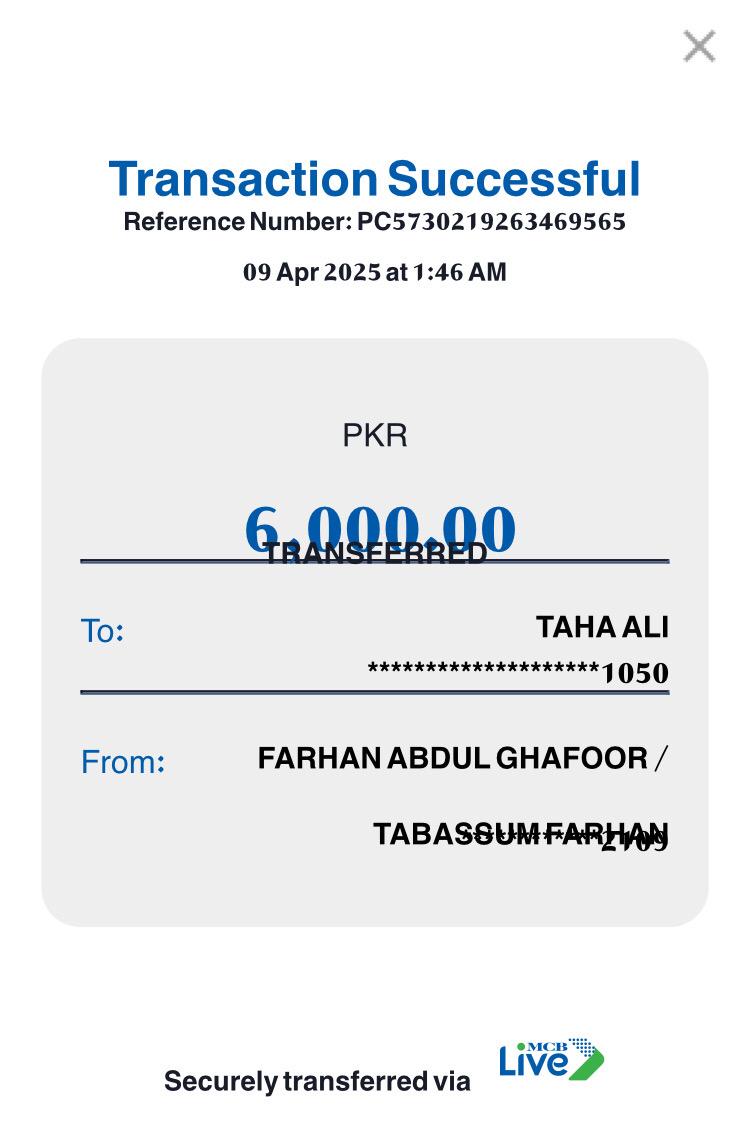 Transaction Successful
Reference Number: PC5730219263469565
09 Apr 2025 at 1:46 AM
PKR
6,000.00
TRANSFERRED
To:
TAHA ALI
********************1050
From:
FARHAN ABDUL GHAFOOR /
TABASSUM FARHAN
************2109
Securely transferred via
MCB
Live